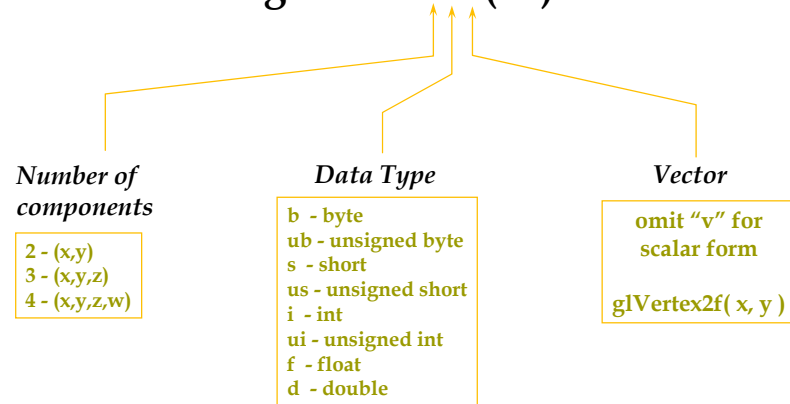 Number of
components
2 - (x,y)
3 - (x,y,z)
4 - (x,y,z,w)
Data Type
b - byte
ub - unsigned byte
s - short
us - unsigned short
i - int
ui - unsigned int
f - float
d - double
Vector
omit “v” for
scalar form
glVertex2f( x, y )